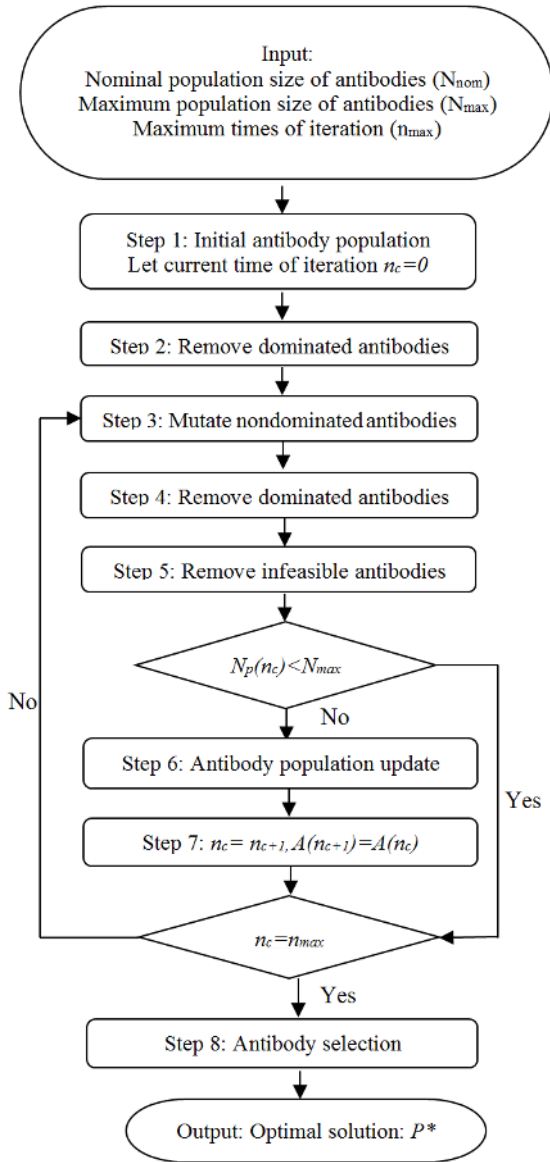 Input:
Nominal population size of antibodies (Nnom)
Maximum population size of antibodies (Nmax)
Maximum times of iteration (nmax)
Step 1: Initial antibody population
Let current time of iteration nc=0
Step 2: Remove dominated antibodies
Step 3: Mutate nondominated antibodies
Step 4: Remove dominated antibodies
Step 5: Remove infeasible antibodies
Np(nc)<Nmax
No
No
Step 6: Antibody population update
Yes
Step 7: nc= nc+1, A(nc+1)=A(nc)
nc=nmax
Yes
Step 8: Antibody selection
Output: Optimal solution: P*